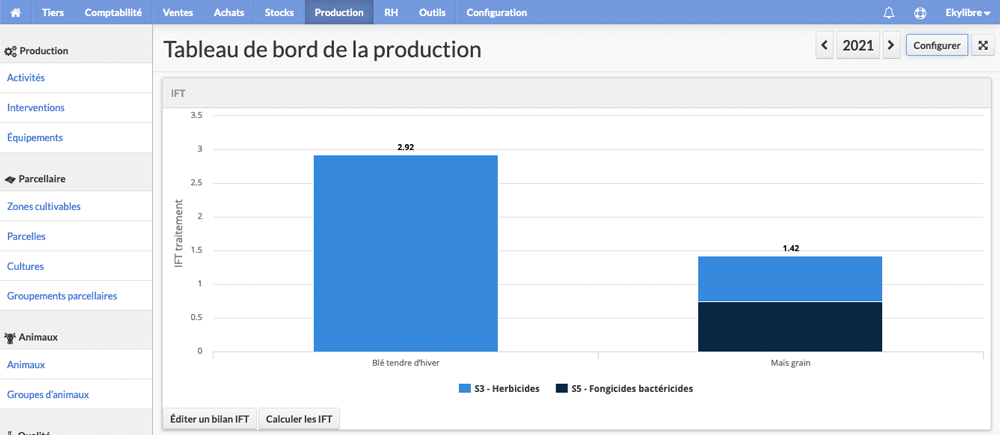 Tiers Comptabilité Ventes Achats Stocks Production RH Outils Configuration Ekylibre
Production
Activités
Interventions
Équipements
Parcellaire
Zones cultivables
Parcelles
Cultures
Groupements parcellaires
Animaux
Animaux
Groupes d'animaux
Tableau de bord de la production
2021
Configurer
IFT
IFT traitement
3.5
3
2.5
2
1.5
1
0.5
0
2.92
1.42
Blé tendre d'hiver
Maïs grain
S3 - Herbicides
S5 - Fongicides bactéricides
Éditer un bilan IFT
Calculer les IFT